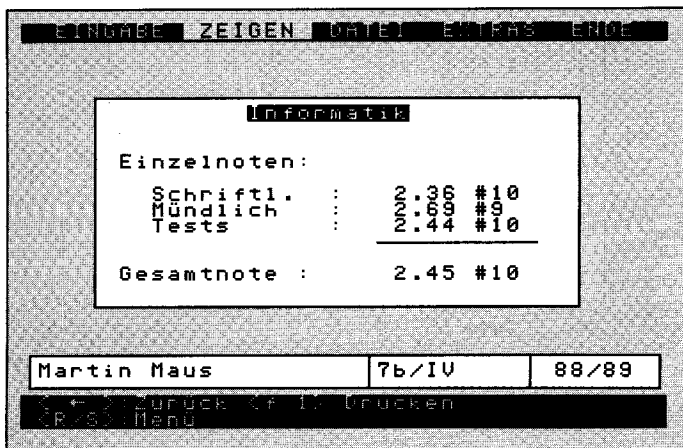 EINGABE ZEIGEN DATEI EXTRAS ENDE
Informatik
Einzelnoten:
Schriftl. : 2.36 #10
Mündlich : 2.69 #9
Tests : 2.44 #10
Gesamtnote : 2.45 #10
Martin Maus 7b/IV 88/89
< ← > Zurück <f 1> Drucken
<R/S> Menü